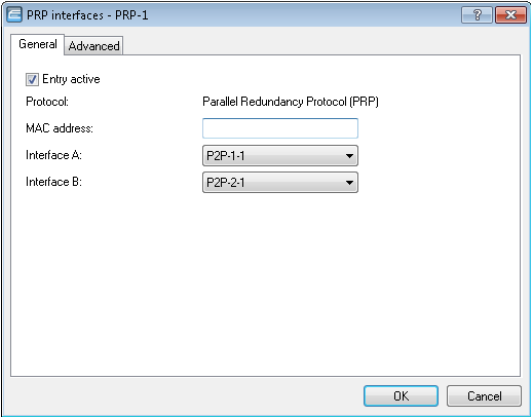 PRP interfaces - PRP-1
General Advanced
Entry active
Protocol: Parallel Redundancy Protocol (PRP)
MAC address:
Interface A: P2P-1-1
Interface B: P2P-2-1
OK Cancel